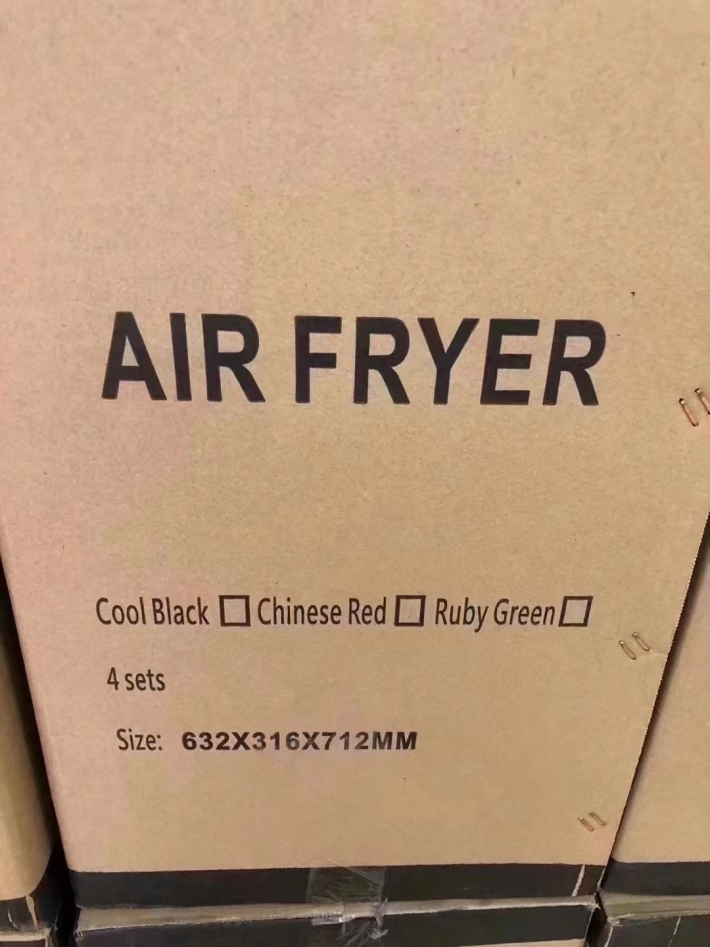 AIR FRYER
Cool Black □ Chinese Red □ Ruby Green □
4 sets
Size: 632X316X712MM